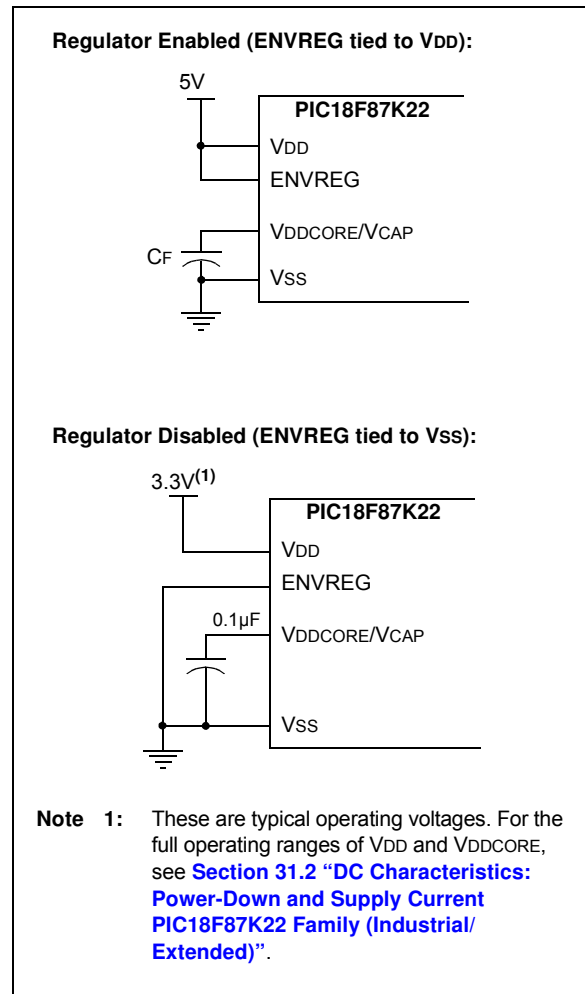 Regulator Enabled (ENVREG tied to VDD):
5V
PIC18F87K22
VDD
ENVREG
VDDCORE/VCAP
CF
VSS
Regulator Disabled (ENVREG tied to VSS):
3.3V(1)
PIC18F87K22
VDD
ENVREG
0.1µF
VDDCORE/VCAP
VSS
Note 1: These are typical operating voltages. For the
full operating ranges of VDD and VDDCORE,
see Section 31.2 “DC Characteristics:
Power-Down and Supply Current
PIC18F87K22 Family (Industrial/
Extended)”.